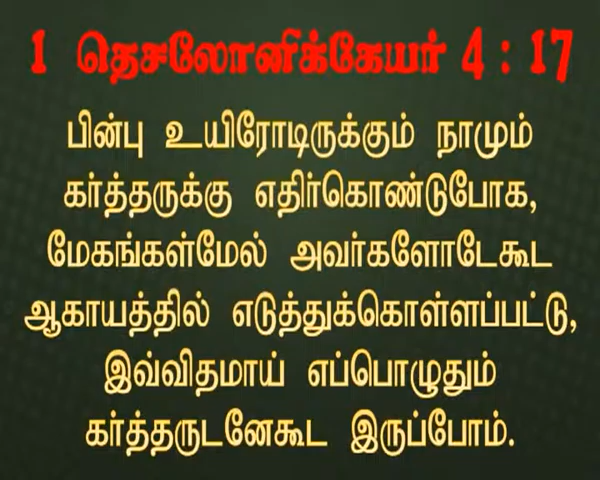 1 தெசலோனிக்கேயர் 4 : 17
பின்பு உயிரோடிருக்கும் நாமும்
கர்த்தருக்கு எதிர்கொண்டுபோக,
மேகங்கள்மேல் அவர்களோடேகூட
ஆகாயத்தில் எடுத்துக்கொள்ளப்பட்டு,
இவ்விதமாய் எப்பொழுதும்
கர்த்தருடனேகூட இருப்போம்.